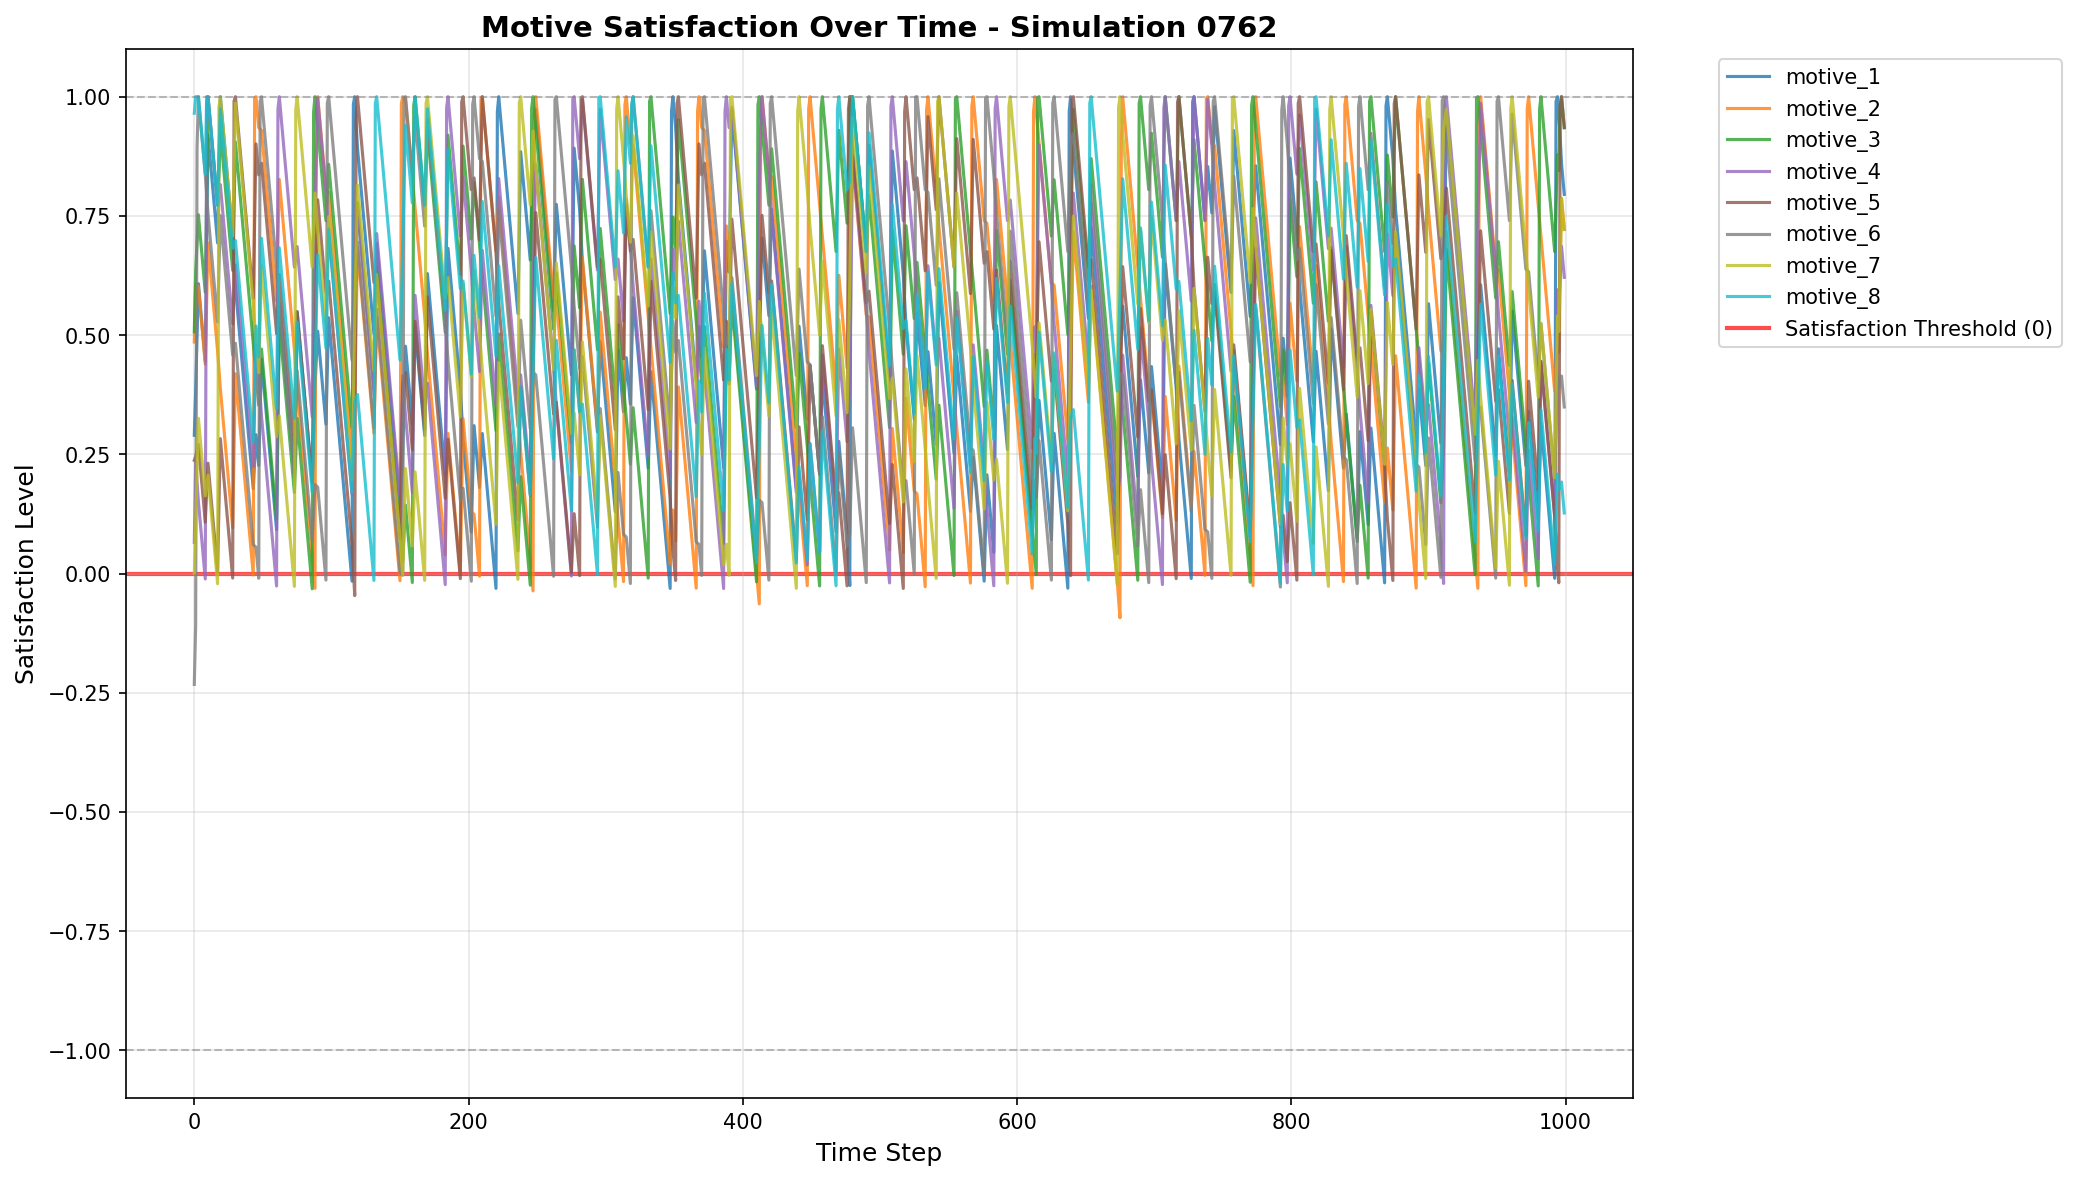 Motive Satisfaction Over Time - Simulation 0762
1.00
0.75
0.50
0.25
0.00
−0.25
−0.50
−0.75
−1.00
Satisfaction Level
0 200 400 600 800 1000
Time Step
motive_1
motive_2
motive_3
motive_4
motive_5
motive_6
motive_7
motive_8
Satisfaction Threshold (0)